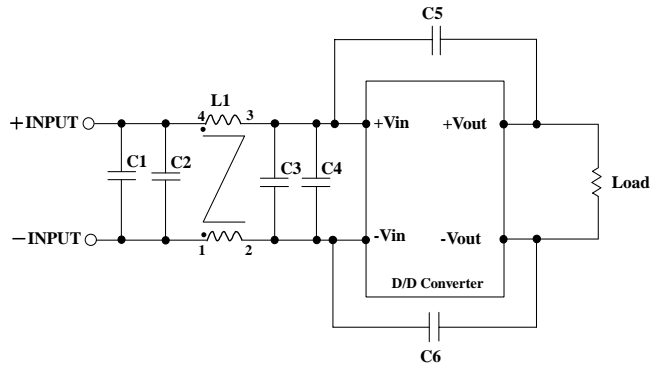 C5
L1
4 3
+INPUT +Vin +Vout
C1 C2 C3 C4
Load
−INPUT -Vin -Vout
1 2
D/D Converter
C6